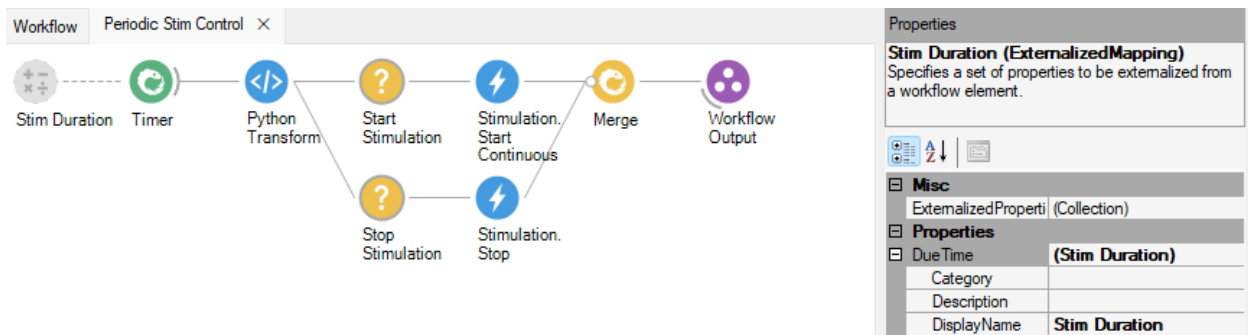 Workflow
Periodic Stim Control
Stim Duration
Timer
Python
Transform
Start
Stimulation
Stimulation.
Start
Continuous
Merge
Workflow
Output
Stop
Stimulation
Stimulation.
Stop
Properties
Stim Duration (ExternalizedMapping)
Specifies a set of properties to be externalized from
a workflow element.
Misc
ExternalizedProperti (Collection)
Properties
DueTime (Stim Duration)
Category
Description
DisplayName Stim Duration